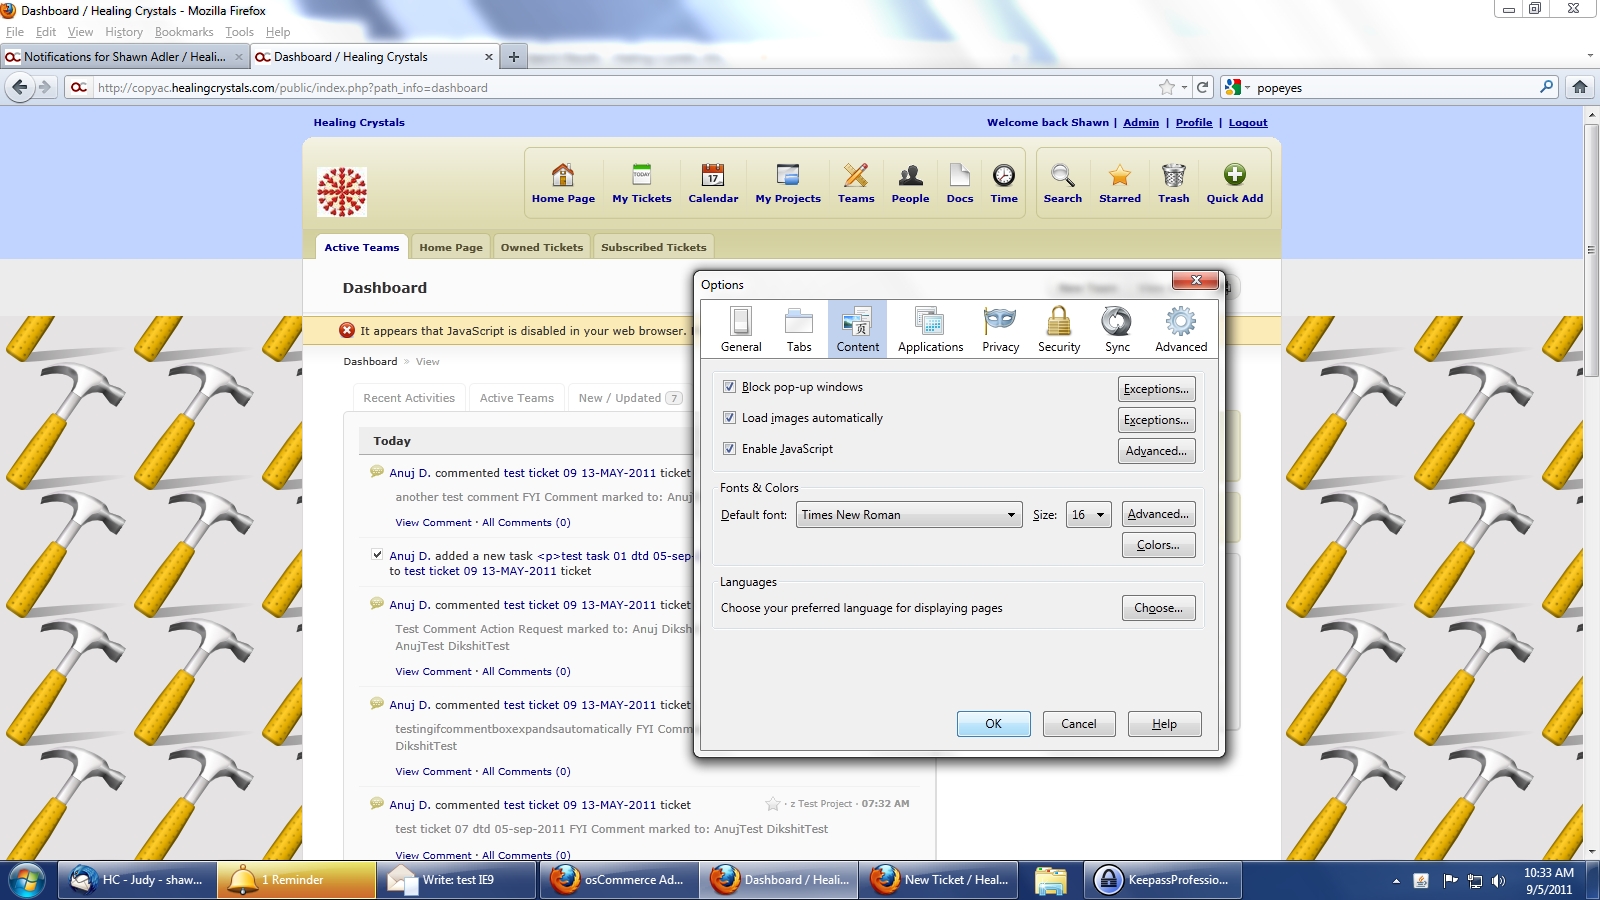 Dashboard / Healing Crystals - Mozilla Firefox
File Edit View History Bookmarks Tools Help
Notifications for Shawn Adler / Heali...
Dashboard / Healing Crystals
http://copyac.healingcrystals.com/public/index.php?path_info=dashboard
popeyes
Healing Crystals
Welcome back Shawn | Admin | Profile | Logout
TODAY
17
Home Page My Tickets Calendar My Projects Teams People Docs Time Search Starred Trash Quick Add
Active Teams Home Page Owned Tickets Subscribed Tickets
Dashboard
It appears that JavaScript is disabled in your web browser.
Dashboard » View
Recent Activities Active Teams New / Updated 7
Today
Anuj D. commented test ticket 09 13-MAY-2011 ticket
another test comment FYI Comment marked to: Anuj
View Comment · All Comments (0)
Anuj D. added a new task <p>test task 01 dtd 05-sep-
to test ticket 09 13-MAY-2011 ticket
Anuj D. commented test ticket 09 13-MAY-2011 ticket
Test Comment Action Request marked to: Anuj Diksh
AnujTest DikshitTest
View Comment · All Comments (0)
Anuj D. commented test ticket 09 13-MAY-2011 ticket
testingifcommentboxexpandsautomatically FYI Comm
DikshitTest
View Comment · All Comments (0)
Anuj D. commented test ticket 09 13-MAY-2011 ticket
· z Test Project · 07:32 AM
test ticket 07 dtd 05-sep-2011 FYI Comment marked to: AnujTest DikshitTest
View Comment · All Comments (0)
Options
General Tabs Content Applications Privacy Security Sync Advanced
Block pop-up windows
Exceptions...
Load images automatically
Exceptions...
Enable JavaScript
Advanced...
Fonts & Colors
Default font: Times New Roman Size: 16 Advanced...
Colors...
Languages
Choose your preferred language for displaying pages
Choose...
OK Cancel Help
HC - Judy - shaw...
1 Reminder
Write: test IE9
osCommerce Ad...
Dashboard / Heali...
New Ticket / Heal...
KeepassProfessio...
10:33 AM
9/5/2011